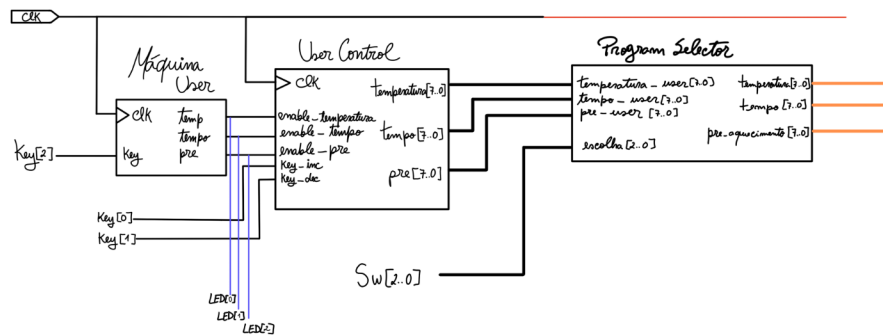 Clk
Máquina
User
Clk
Key
temp
tempo
pre
Key[2]
Key[0]
Key[1]
LED[0]
LED[1]
LED[2]
User Control
Clk
enable_temperatura
enable_tempo
enable_pre
Key_inc
Key_dec
temperatura[7..0]
tempo[7..0]
pre[7..0]
Sw[2..0]
Program Selector
temperatura_user[7..0]
tempo_user[7..0]
pre_user[7..0]
escolha[2..0]
temperatura[7..0]
tempo[7..0]
pre_aquecimento[7..0]